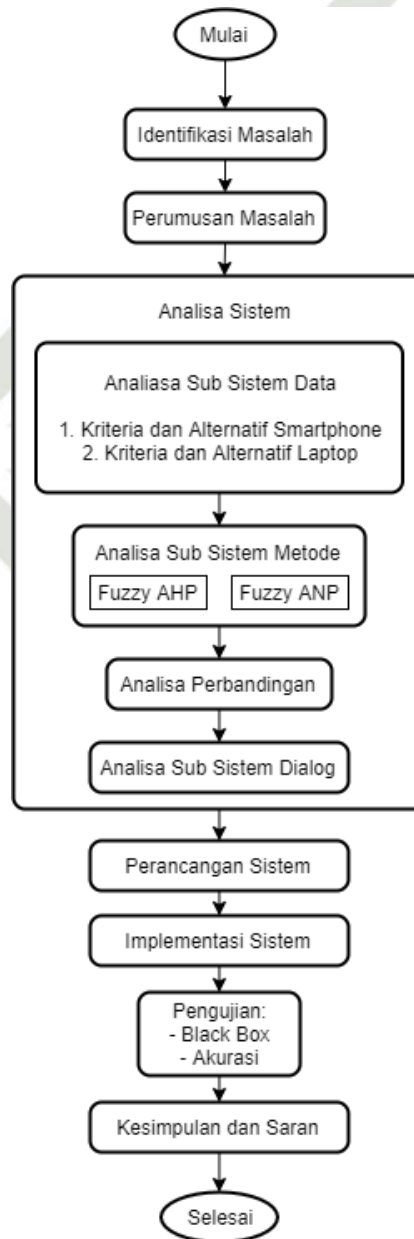 Mulai
Identifikasi Masalah
Perumusan Masalah
Analisa Sistem
Analiasa Sub Sistem Data
1. Kriteria dan Alternatif Smartphone
2. Kriteria dan Alternatif Laptop
Analisa Sub Sistem Metode
Fuzzy AHP
Fuzzy ANP
Analisa Perbandingan
Analisa Sub Sistem Dialog
Perancangan Sistem
Implementasi Sistem
Pengujian:
- Black Box
- Akurasi
Kesimpulan dan Saran
Selesai